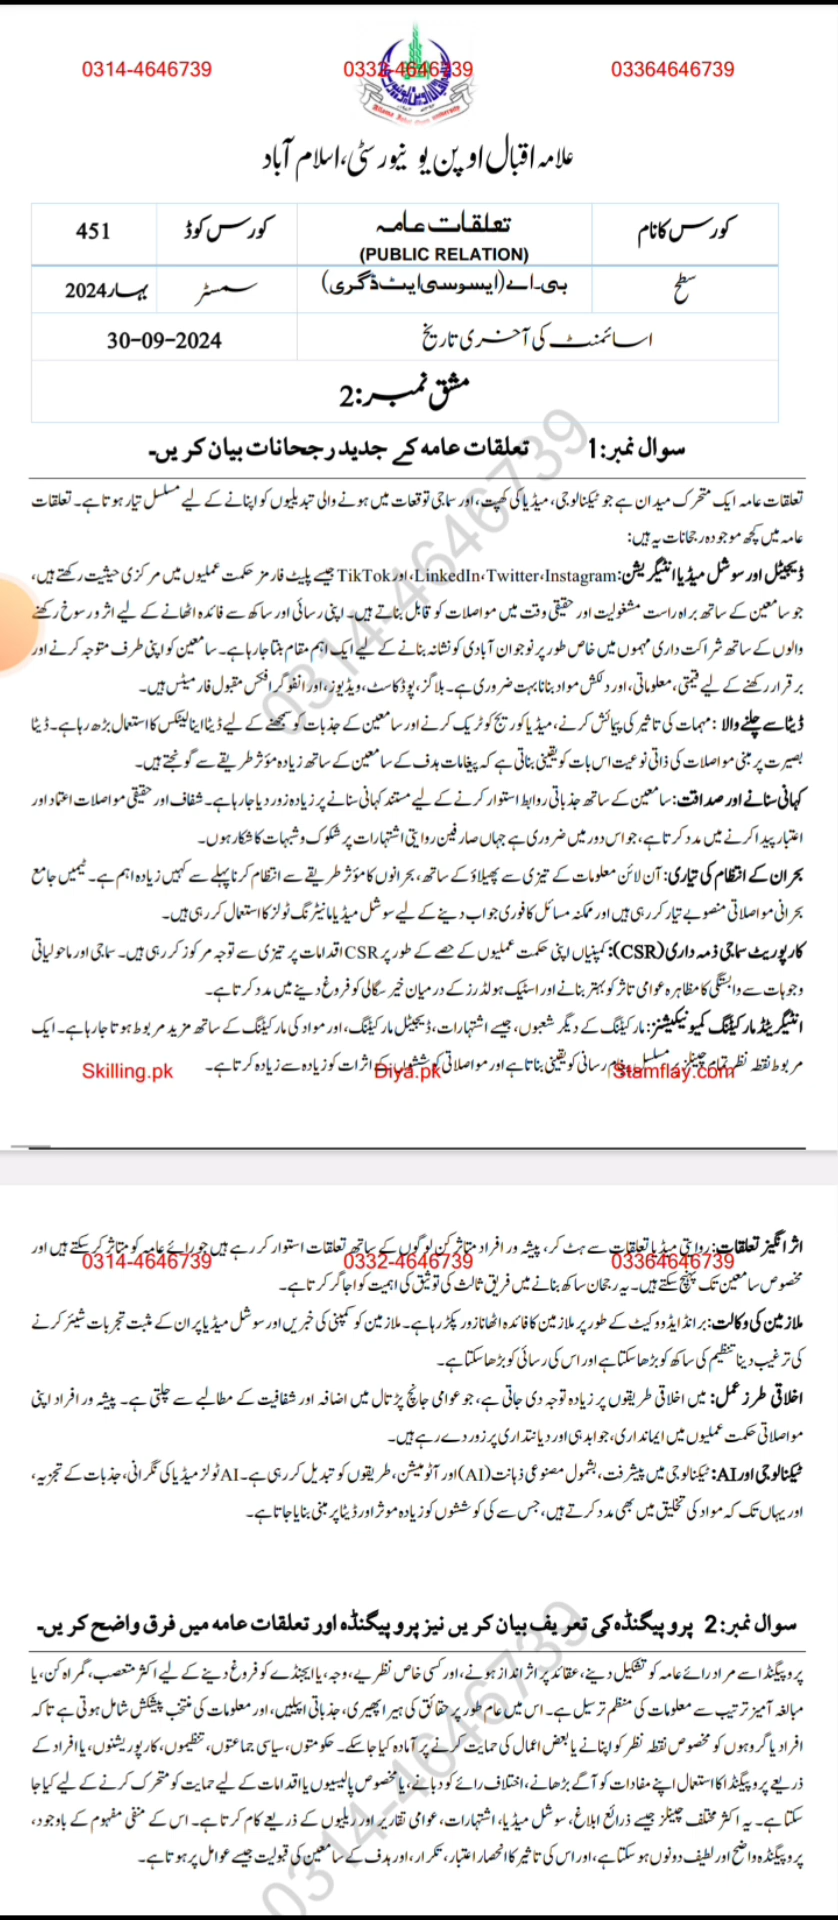 0314-4646739 0332-4646739 03364646739
Allama Iqbal Open University
علامہ اقبال اوپن یونیورسٹی، اسلام آباد
کورس کا نام تعلقات عامہ کورس کوڈ 451
(PUBLIC RELATION)
سطح بی۔اے (ایسوسی ایٹ ڈگری) سمسٹر بہار 2024
اسائنمنٹ کی آخری تاریخ 30-09-2024
مشق نمبر:2
سوال نمبر:1 تعلقات عامہ کے جدید رجحانات بیان کریں۔
تعلقات عامہ ایک متحرک میدان ہے جو ٹیکنالوجی، میڈیا کی کھپت، اور سماجی توقعات میں ہونے والی تبدیلیوں کو اپنانے کے لیے مسلسل تیار ہوتا ہے۔ تعلقات
عامہ میں کچھ موجودہ رجحانات یہ ہیں:
ڈیجیٹل اور سوشل میڈیا انٹیگریشن: Instagram، Twitter، LinkedIn، اور TikTok جیسے پلیٹ فارمز حکمت عملیوں میں مرکزی حیثیت رکھتے ہیں،
جو سامعین کے ساتھ براہ راست مشغولیت اور حقیقی وقت میں مواصلات کو قابل بناتے ہیں۔ اپنی رسائی اور ساکھ سے فائدہ اٹھانے کے لیے اثر و رسوخ رکھنے
والوں کے ساتھ شراکت داری مہموں میں خاص طور پر نوجوان آبادی کو نشانہ بنانے کے لیے ایک اہم مقام بنتا جا رہا ہے۔ سامعین کو اپنی طرف متوجہ کرنے اور
برقرار رکھنے کے لیے قیمتی، معلوماتی، اور دلکش مواد بنانا بہت ضروری ہے۔ بلاگز، پوڈکاسٹ، ویڈیوز، اور انفوگرافکس مقبول فارمیٹس ہیں۔
ڈیٹا سے چلنے والا: مہمات کی تاثیر کی پیمائش کرنے، میڈیا کوریج کو ٹریک کرنے اور سامعین کے جذبات کو سمجھنے کے لیے ڈیٹا اینالیٹکس کا استعمال بڑھ رہا ہے۔ ڈیٹا
بصیرت پر مبنی مواصلات کی ذاتی نوعیت اس بات کو یقینی بناتی ہے کہ پیغامات ہدف کے سامعین کے ساتھ زیادہ مؤثر طریقے سے گونجتے ہیں۔
کہانی سنانے اور صداقت: سامعین کے ساتھ جذباتی روابط استوار کرنے کے لیے مستند کہانی سنانے پر زیادہ زور دیا جا رہا ہے۔ شفاف اور حقیقی مواصلات اعتماد اور
اعتبار پیدا کرنے میں مدد کرتا ہے، جو اس دور میں ضروری ہے جہاں صارفین روایتی اشتہارات پر شکوک و شبہات کا شکار ہوں۔
بحران کے انتظام کی تیاری: آن لائن معلومات کے تیزی سے پھیلاؤ کے ساتھ، بحرانوں کا مؤثر طریقے سے انتظام کرنا پہلے سے کہیں زیادہ اہم ہے۔ ٹیمیں جامع
بحرانی مواصلاتی منصوبے تیار کر رہی ہیں اور ممکنہ مسائل کا فوری جواب دینے کے لیے سوشل میڈیا مانیٹرنگ ٹولز کا استعمال کر رہی ہیں۔
کارپوریٹ سماجی ذمہ داری (CSR): کمپنیاں اپنی حکمت عملیوں کے حصے کے طور پر CSR اقدامات پر تیزی سے توجہ مرکوز کر رہی ہیں۔ سماجی اور ماحولیاتی
وجوہات سے وابستگی کا مظاہرہ عوامی تاثر کو بہتر بنانے اور اسٹیک ہولڈرز کے درمیان خیر سگالی کو فروغ دینے میں مدد کرتا ہے۔
انٹیگریٹڈ مارکیٹنگ کمیونیکیشنز: مارکیٹنگ کے دیگر شعبوں، جیسے اشتہارات، ڈیجیٹل مارکیٹنگ، اور مواد کی مارکیٹنگ کے ساتھ مزید مربوط ہوتا جا رہا ہے۔ ایک
مربوط نقطہ نظر تمام چینلز پر مسلسل پیغام رسانی کو یقینی بناتا ہے اور مواصلاتی کوششوں کے اثرات کو زیادہ سے زیادہ کرتا ہے۔
Skilling.pk Diya.pk Stamflay.com
اثر انگیز تعلقات: روایتی میڈیا تعلقات سے ہٹ کر، پیشہ ور افراد متاثر کن لوگوں کے ساتھ تعلقات استوار کر رہے ہیں جو رائے عامہ کو متاثر کر سکتے ہیں اور
0314-4646739 0332-4646739 03364646739
مخصوص سامعین تک پہنچ سکتے ہیں۔ یہ رجحان ساکھ بنانے میں فریق ثالث کی توثیق کی اہمیت کو اجاگر کرتا ہے۔
ملازمین کی وکالت: برانڈ ایڈووکیٹ کے طور پر ملازمین کا فائدہ اٹھانا زور پکڑ رہا ہے۔ ملازمین کو کمپنی کی خبریں اور سوشل میڈیا پر ان کے مثبت تجربات شیئر کرنے
کی ترغیب دینا تنظیم کی ساکھ کو بڑھا سکتا ہے اور اس کی رسائی کو بڑھا سکتا ہے۔
اخلاقی طرز عمل: میں اخلاقی طریقوں پر زیادہ توجہ دی جاتی ہے، جو عوامی جانچ پڑتال میں اضافہ اور شفافیت کے مطالبے سے چلتی ہے۔ پیشہ ور افراد اپنی
مواصلاتی حکمت عملیوں میں ایمانداری، جوابدہی اور دیانتداری پر زور دے رہے ہیں۔
ٹیکنالوجی اور AI: ٹیکنالوجی میں پیشرفت، بشمول مصنوعی ذہانت (AI) اور آٹومیشن، طریقوں کو تبدیل کر رہی ہے۔ AI ٹولز میڈیا کی نگرانی، جذبات کے تجزیہ،
اور یہاں تک کہ مواد کی تخلیق میں بھی مدد کرتے ہیں، جس سے کی کوششوں کو زیادہ موثر اور ڈیٹا پر مبنی بنایا جاتا ہے۔
سوال نمبر:2 پروپیگنڈہ کی تعریف بیان کریں نیز پروپیگنڈہ اور تعلقات عامہ میں فرق واضح کریں۔
پروپیگنڈا سے مراد رائے عامہ کو تشکیل دینے، عقائد پر اثر انداز ہونے، اور کسی خاص نظریے، وجہ، یا ایجنڈے کو فروغ دینے کے لیے اکثر متعصب، گمراہ کن، یا
مبالغہ آمیز ترتیب سے معلومات کی منظم ترسیل ہے۔ اس میں عام طور پر حقائق کی ہیرا پھیری، جذباتی اپیلیں، اور معلومات کی منتخب پیشکش شامل ہوتی ہے تاکہ
افراد یا گروہوں کو مخصوص نقطہ نظر کو اپنانے یا بعض اعمال کی حمایت کرنے پر آمادہ کیا جا سکے۔ حکومتوں، سیاسی جماعتوں، تنظیموں، کارپوریشنوں، یا افراد کے
ذریعے پروپیگنڈا کا استعمال اپنے مفادات کو آگے بڑھانے، اختلاف رائے کو دبانے، یا مخصوص پالیسیوں یا اقدامات کے لیے حمایت کو متحرک کرنے کے لیے کیا جا
سکتا ہے۔ یہ اکثر مختلف چینلز جیسے ذرائع ابلاغ، سوشل میڈیا، اشتہارات، عوامی تقاریر اور ریلیوں کے ذریعے کام کرتا ہے۔ اس کے منفی مفہوم کے باوجود،
پروپیگنڈہ واضح اور لطیف دونوں ہو سکتا ہے، اور اس کی تاثیر کا انحصار اعتبار، تکرار، اور ہدف کے سامعین کی قبولیت جیسے عوامل پر ہوتا ہے۔
0314-4646739
0314-4646739